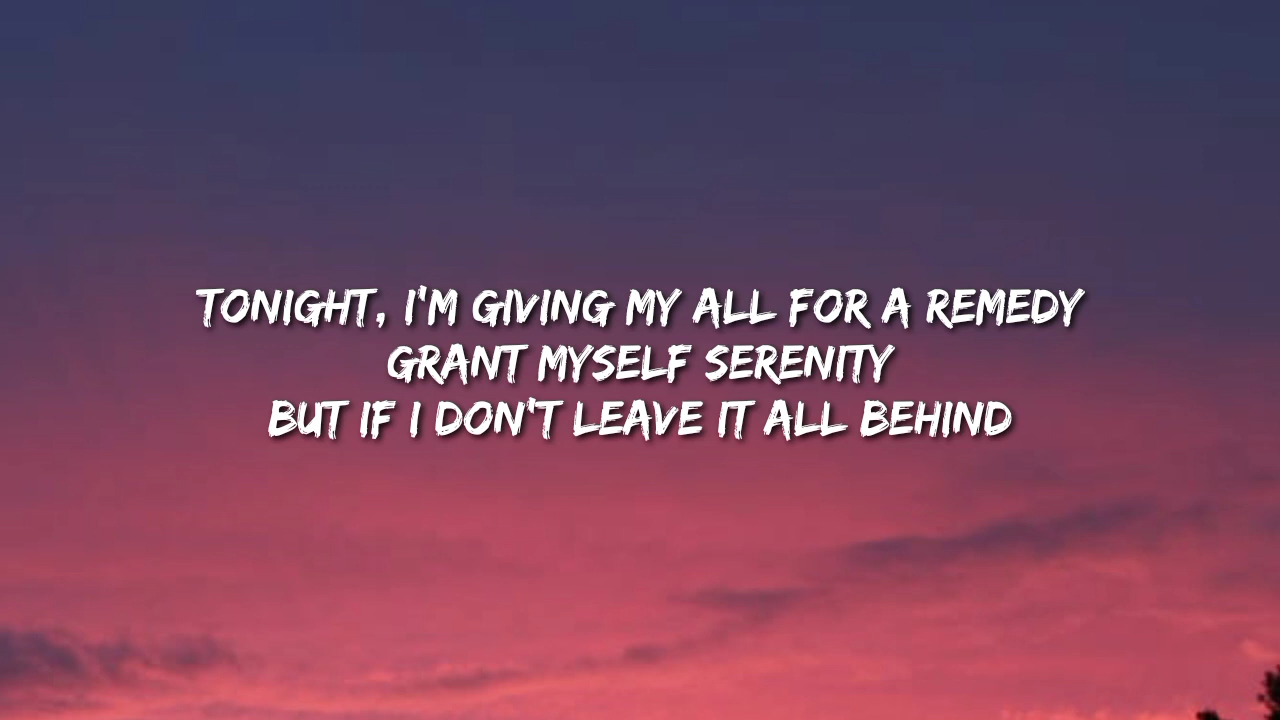 TONIGHT, I'M GIVING MY ALL FOR A REMEDY
GRANT MYSELF SERENITY
BUT IF I DON'T LEAVE IT ALL BEHIND